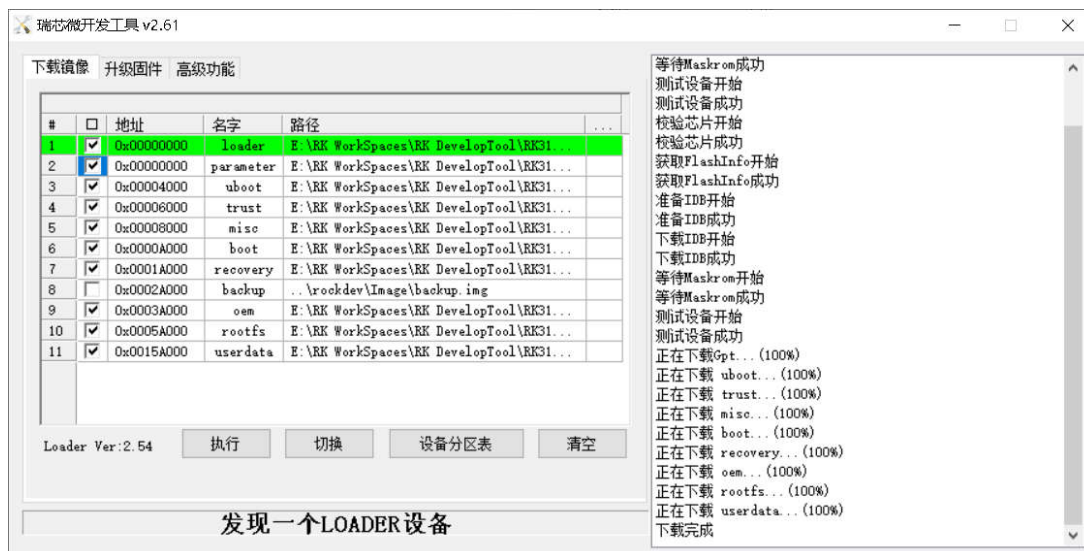 瑞芯微开发工具 v2.61
下载镜像 升级固件 高级功能
# 地址 名字 路径 ...
1 0x00000000 loader E:\RK WorkSpaces\RK DevelopTool\RK31...
2 0x00000000 parameter E:\RK WorkSpaces\RK DevelopTool\RK31...
3 0x00004000 uboot E:\RK WorkSpaces\RK DevelopTool\RK31...
4 0x00006000 trust E:\RK WorkSpaces\RK DevelopTool\RK31...
5 0x00008000 misc E:\RK WorkSpaces\RK DevelopTool\RK31...
6 0x0000A000 boot E:\RK WorkSpaces\RK DevelopTool\RK31...
7 0x0001A000 recovery E:\RK WorkSpaces\RK DevelopTool\RK31...
8 0x0002A000 backup ..\rockdev\Image\backup.img
9 0x0003A000 oem E:\RK WorkSpaces\RK DevelopTool\RK31...
10 0x0005A000 rootfs E:\RK WorkSpaces\RK DevelopTool\RK31...
11 0x0015A000 userdata E:\RK WorkSpaces\RK DevelopTool\RK31...
Loader Ver:2.54 执行 切换 设备分区表 清空
发现一个LOADER设备
等待Maskrom成功
测试设备开始
测试设备成功
校验芯片开始
校验芯片成功
获取FlashInfo开始
获取FlashInfo成功
准备IDB开始
准备IDB成功
下载IDB开始
下载IDB成功
等待Maskrom开始
等待Maskrom成功
测试设备开始
测试设备成功
正在下载Gpt...(100%)
正在下载 uboot...(100%)
正在下载 trust...(100%)
正在下载 misc...(100%)
正在下载 boot...(100%)
正在下载 recovery...(100%)
正在下载 oem...(100%)
正在下载 rootfs...(100%)
正在下载 userdata...(100%)
下载完成